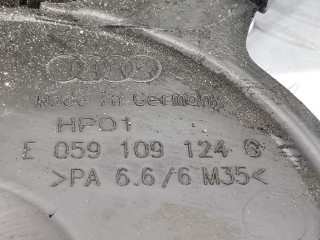 Made in Germany
HP01
E 059 109 124 G
>PA 6.6/6 M35<